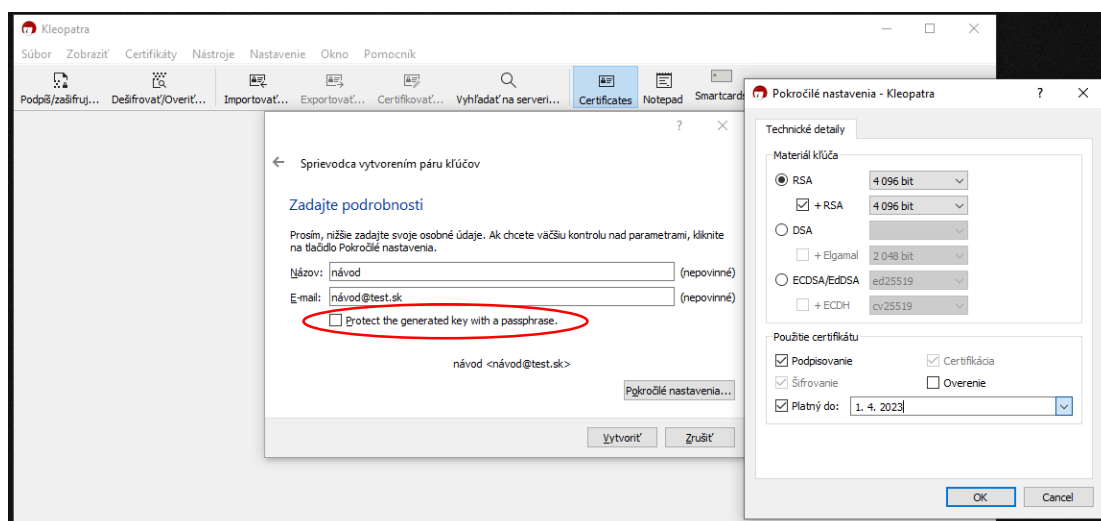 Kleopatra
Súbor Zobraziť Certifikáty Nástroje Nastavenie Okno Pomocník
Podpíš/zašifruj... Dešifrovať/Overiť... Importovať... Exportovať... Certifikovať... Vyhľadať na serveri... Certificates Notepad Smartcards
Sprievodca vytvorením páru kľúčov
Zadajte podrobnosti
Prosím, nižšie zadajte svoje osobné údaje. Ak chcete väčšiu kontrolu nad parametrami, kliknite
na tlačidlo Pokročilé nastavenia.
Názov: návod (nepovinné)
E-mail: návod@test.sk (nepovinné)
Protect the generated key with a passphrase.
návod <návod@test.sk>
Pokročilé nastavenia...
Vytvoriť Zrušiť
Pokročilé nastavenia - Kleopatra ?
Technické detaily
Materiál kľúča
RSA 4 096 bit
+ RSA 4 096 bit
DSA
+ Elgamal 2 048 bit
ECDSA/EdDSA ed25519
+ ECDH cv25519
Použitie certifikátu
Podpisovanie Certifikácia
Šifrovanie Overenie
Platný do: 1. 4. 2023
OK Cancel